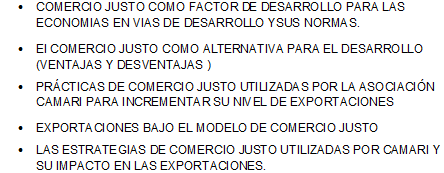 • COMERCIO JUSTO COMO FACTOR DE DESARROLLO PARA LAS
ECONOMIAS EN VIAS DE DESARROLLO YSUS NORMAS.
• El COMERCIO JUSTO COMO ALTERNATIVA PARA EL DESARROLLO
(VENTAJAS Y DESVENTAJAS )
• PRÁCTICAS DE COMERCIO JUSTO UTILIZADAS POR LA ASOCIACIÓN
CAMARI PARA INCREMENTAR SU NIVEL DE EXPORTACIONES
• EXPORTACIONES BAJO EL MODELO DE COMERCIO JUSTO
• LAS ESTRATEGIAS DE COMERCIO JUSTO UTILIZADAS POR CAMARI Y
SU IMPACTO EN LAS EXPORTACIONES.